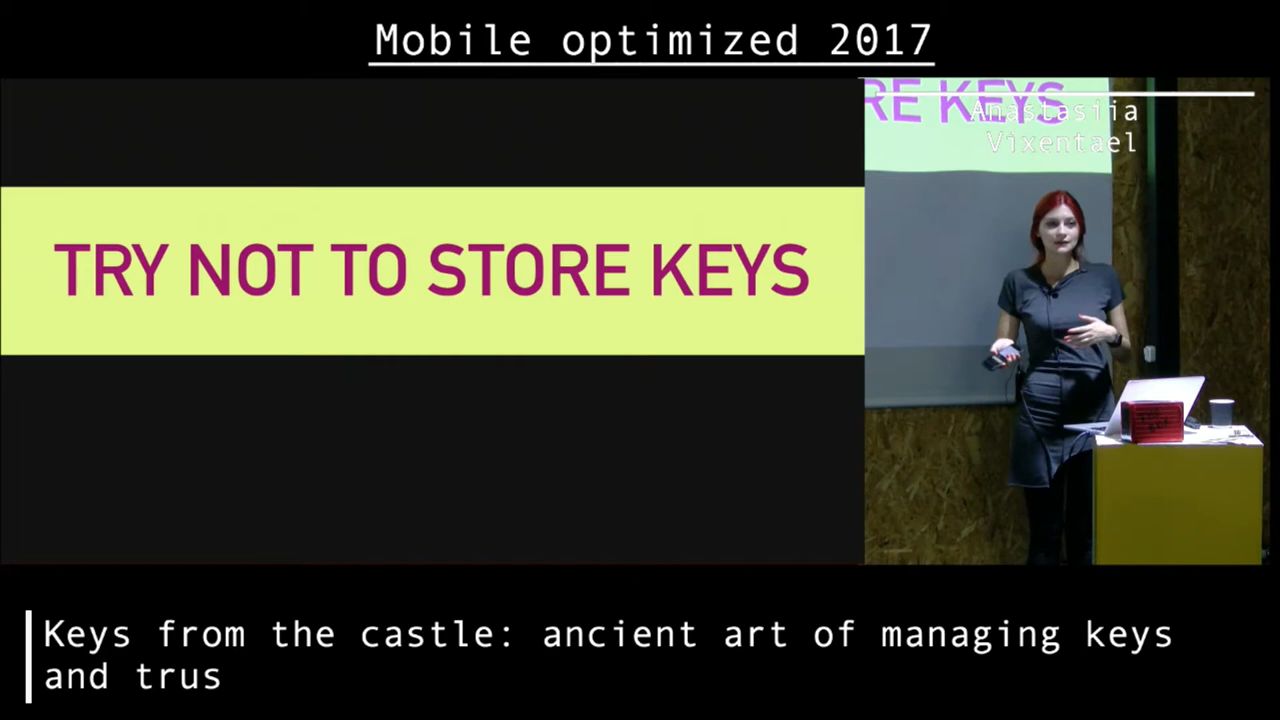 Mobile optimized 2017
RE KEYS
Anastasiia
Vixentael
TRY NOT TO STORE KEYS
Keys from the castle: ancient art of managing keys
and trus